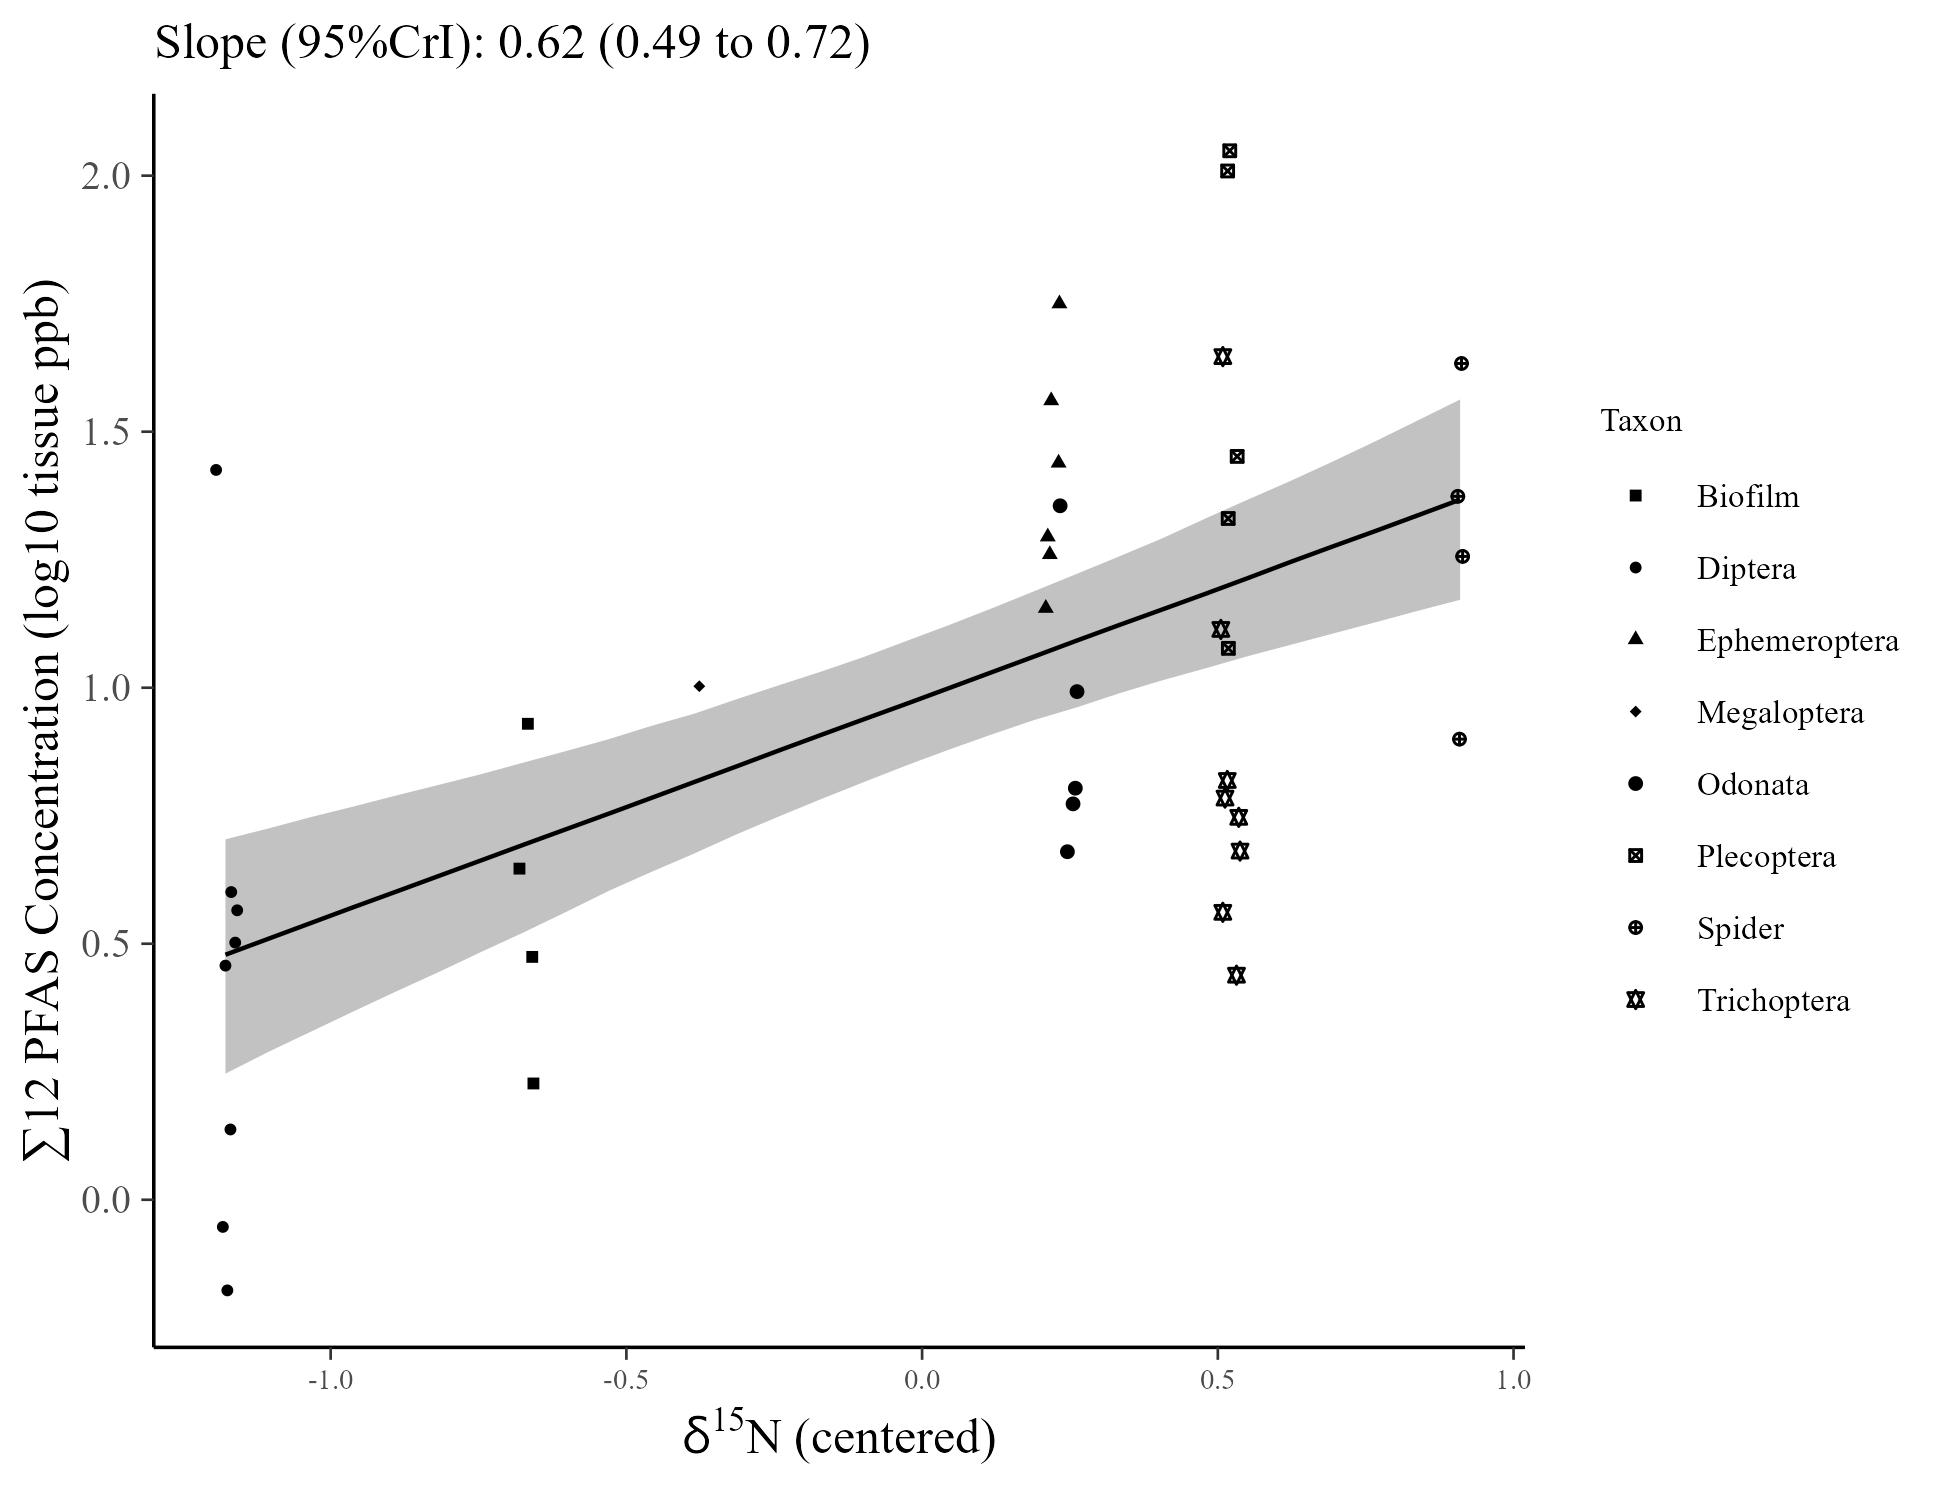 Slope (95%CrI): 0.62 (0.49 to 0.72)
∑12 PFAS Concentration (log10 tissue ppb)
2.0
1.5
1.0
0.5
0.0
-1.0 -0.5 0.0 0.5 1.0
δ¹⁵N (centered)
Taxon
Biofilm
Diptera
Ephemeroptera
Megaloptera
Odonata
Plecoptera
Spider
Trichoptera